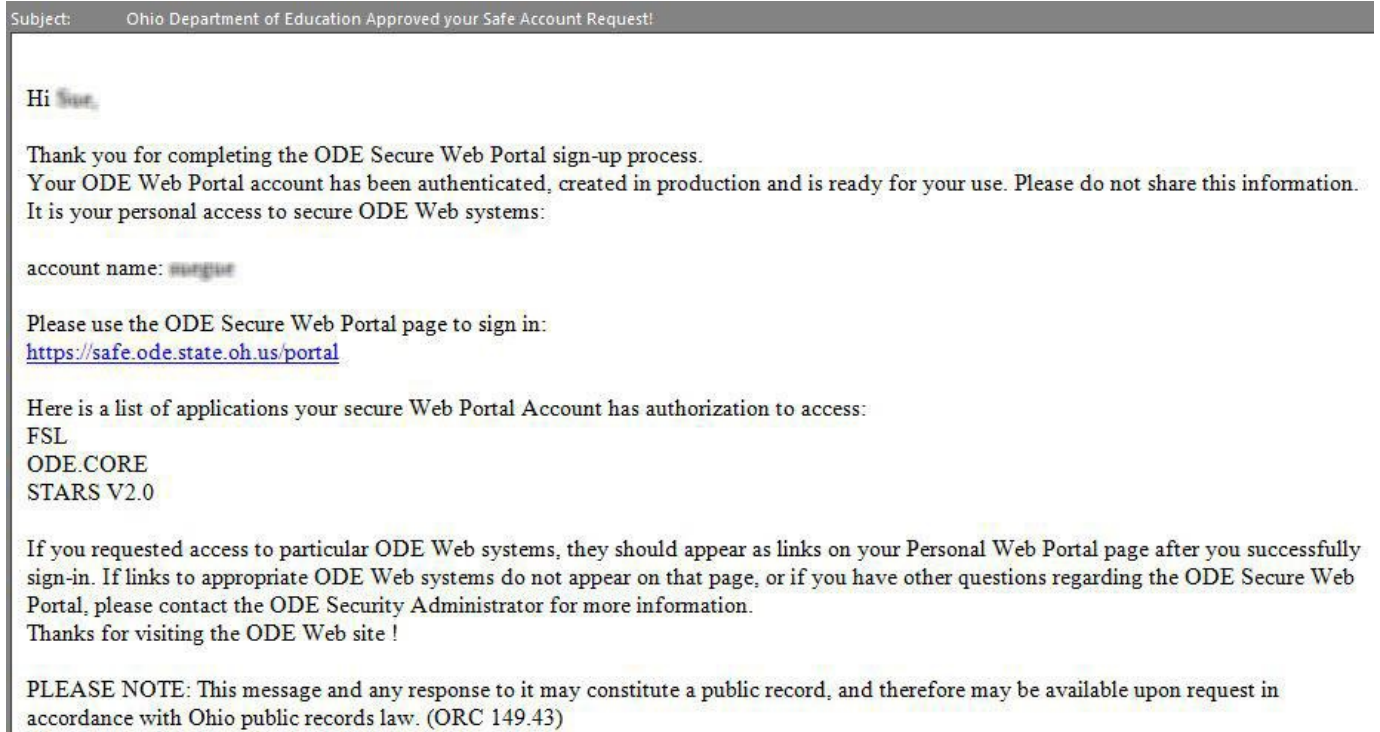 Subject: Ohio Department of Education Approved your Safe Account Request!
Hi
Thank you for completing the ODE Secure Web Portal sign-up process.
Your ODE Web Portal account has been authenticated, created in production and is ready for your use. Please do not share this information.
It is your personal access to secure ODE Web systems:
account name:
Please use the ODE Secure Web Portal page to sign in:
https://safe.ode.state.oh.us/portal
Here is a list of applications your secure Web Portal Account has authorization to access:
FSL
ODE.CORE
STARS V2.0
If you requested access to particular ODE Web systems, they should appear as links on your Personal Web Portal page after you successfully
sign-in. If links to appropriate ODE Web systems do not appear on that page, or if you have other questions regarding the ODE Secure Web
Portal, please contact the ODE Security Administrator for more information.
Thanks for visiting the ODE Web site !
PLEASE NOTE: This message and any response to it may constitute a public record, and therefore may be available upon request in
accordance with Ohio public records law. (ORC 149.43)